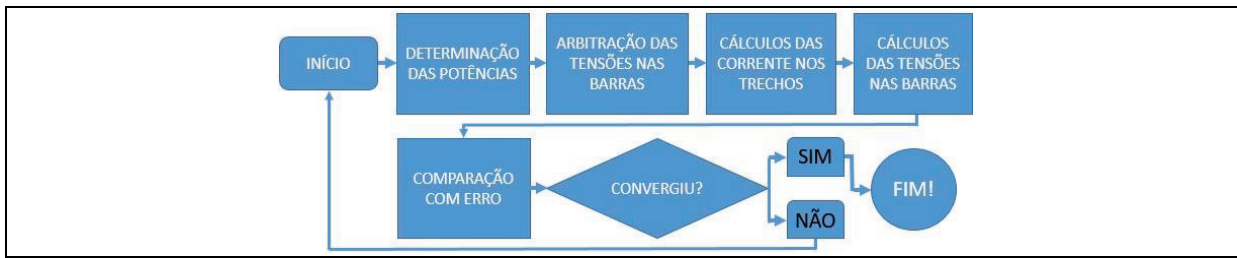 INÍCIO
DETERMINAÇÃO
DAS POTÊNCIAS
ARBITRAÇÃO DAS
TENSÕES NAS
BARRAS
CÁLCULOS DAS
CORRENTE NOS
TRECHOS
CÁLCULOS
DAS TENSÕES
NAS BARRAS
COMPARAÇÃO
COM ERRO
CONVERGIU?
SIM
NÃO
FIM!